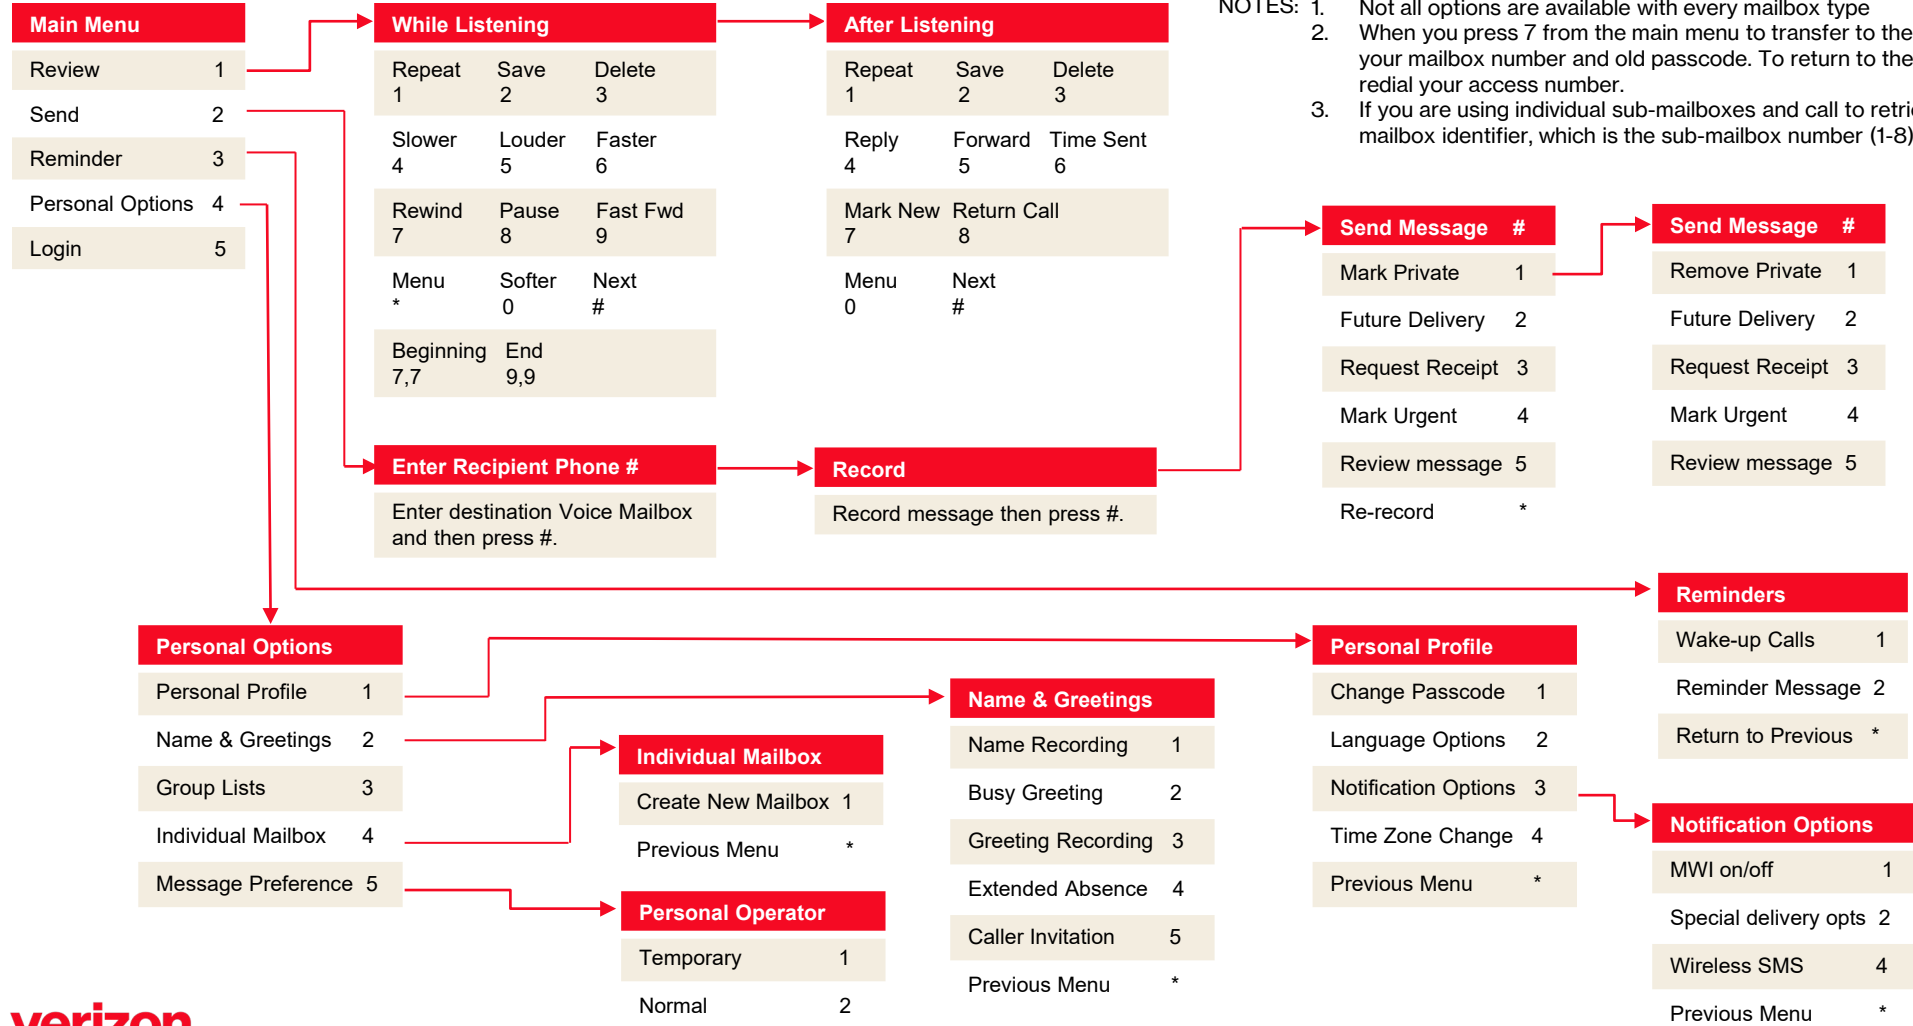 Main Menu
Review 1
Send 2
Reminder 3
Personal Options 4
Login 5
While Listening
Repeat Save Delete
1 2 3
Slower Louder Faster
4 5 6
Rewind Pause Fast Fwd
7 8 9
Menu Softer Next
* 0 #
Beginning End
7,7 9,9
After Listening
Repeat Save Delete
1 2 3
Reply Forward Time Sent
4 5 6
Mark New Return Call
7 8
Menu Next
0 #
NOTES: 1. Not all options are available with every mailbox type
2. When you press 7 from the main menu to transfer to the
your mailbox number and old passcode. To return to the
redial your access number.
3. If you are using individual sub-mailboxes and call to retrie
mailbox identifier, which is the sub-mailbox number (1-8)
Enter Recipient Phone #
Enter destination Voice Mailbox
and then press #.
Record
Record message then press #.
Send Message #
Mark Private 1
Future Delivery 2
Request Receipt 3
Mark Urgent 4
Review message 5
Re-record *
Send Message #
Remove Private 1
Future Delivery 2
Request Receipt 3
Mark Urgent 4
Review message 5
Reminders
Wake-up Calls 1
Reminder Message 2
Return to Previous *
Personal Options
Personal Profile 1
Name & Greetings 2
Group Lists 3
Individual Mailbox 4
Message Preference 5
Individual Mailbox
Create New Mailbox 1
Previous Menu *
Personal Operator
Temporary 1
Normal 2
Name & Greetings
Name Recording 1
Busy Greeting 2
Greeting Recording 3
Extended Absence 4
Caller Invitation 5
Previous Menu *
Personal Profile
Change Passcode 1
Language Options 2
Notification Options 3
Time Zone Change 4
Previous Menu *
Notification Options
MWI on/off 1
Special delivery opts 2
Wireless SMS 4
Previous Menu *
verizon